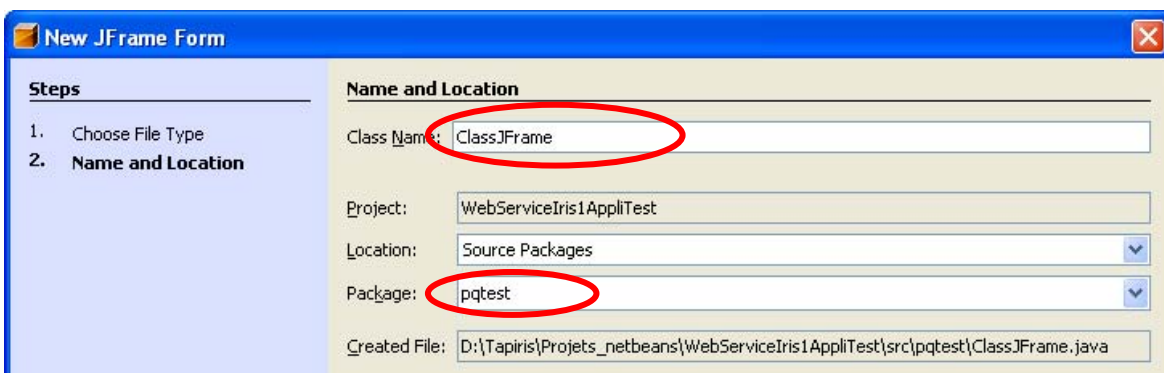 New JFrame Form
Steps
1. Choose File Type
2. Name and Location
Name and Location
Class Name: ClassJFrame
Project: WebServiceIris1AppliTest
Location: Source Packages
Package: pqtest
Created File: D:\Tapiris\Projets_netbeans\WebServiceIris1AppliTest\src\pqtest\ClassJFrame.java